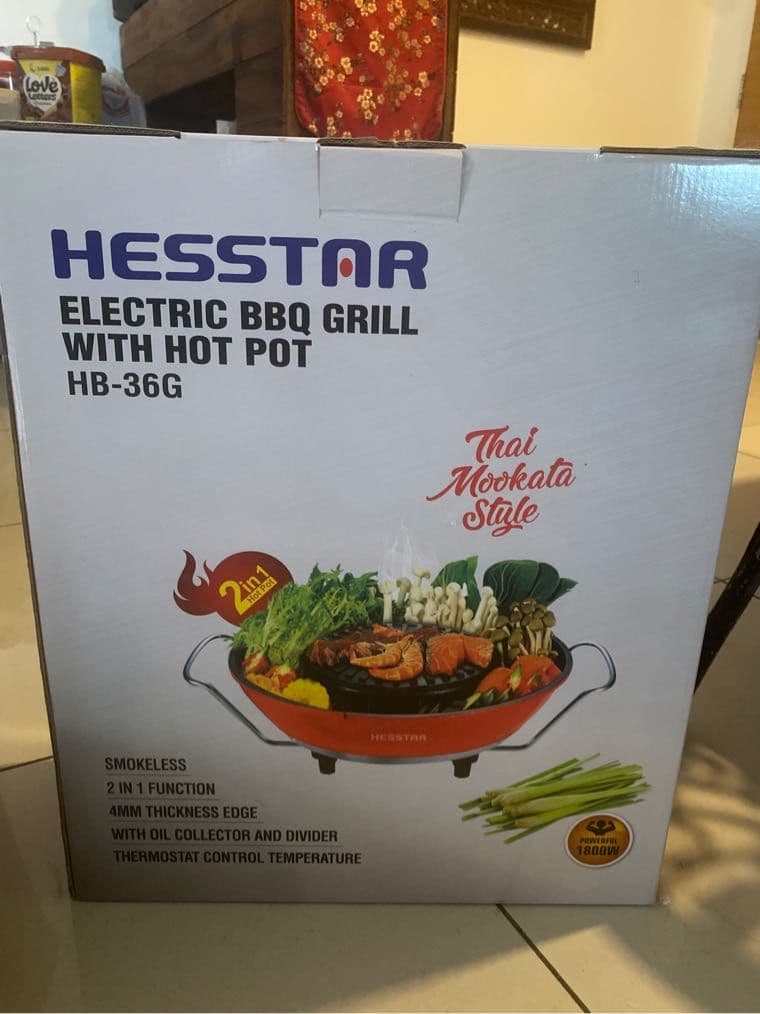 Love
Letters
HESSTAR
ELECTRIC BBQ GRILL
WITH HOT POT
HB-36G
Thai
Mookata
Style
2in1
HOT POT
HESSTAR
SMOKELESS
2 IN 1 FUNCTION
4MM THICKNESS EDGE
WITH OIL COLLECTOR AND DIVIDER
THERMOSTAT CONTROL TEMPERATURE
POWERFUL
1800W